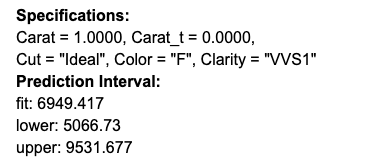 Specifications:
Carat = 1.0000, Carat_t = 0.0000,
Cut = "Ideal", Color = "F", Clarity = "VVS1"
Prediction Interval:
fit: 6949.417
lower: 5066.73
upper: 9531.677